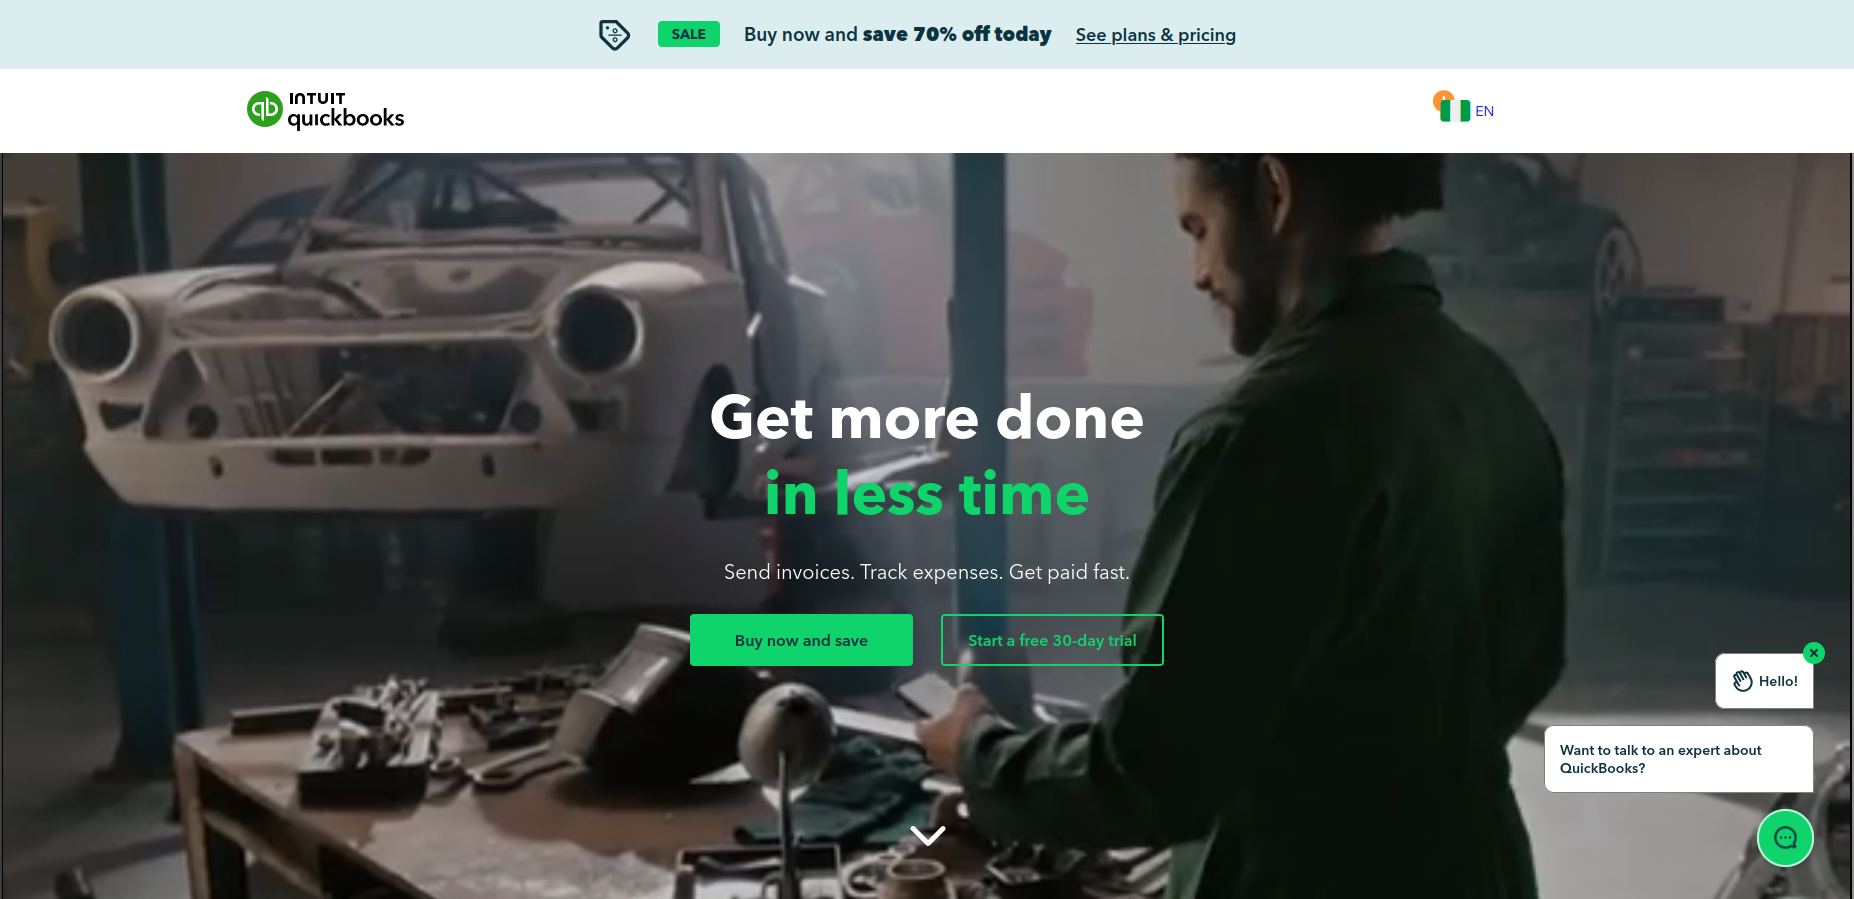 SALE Buy now and save 70% off today See plans & pricing
INTUIT
quickbooks
EN
Get more done
in less time
Send invoices. Track expenses. Get paid fast.
Buy now and save
Start a free 30-day trial
Hello!
Want to talk to an expert about
QuickBooks?